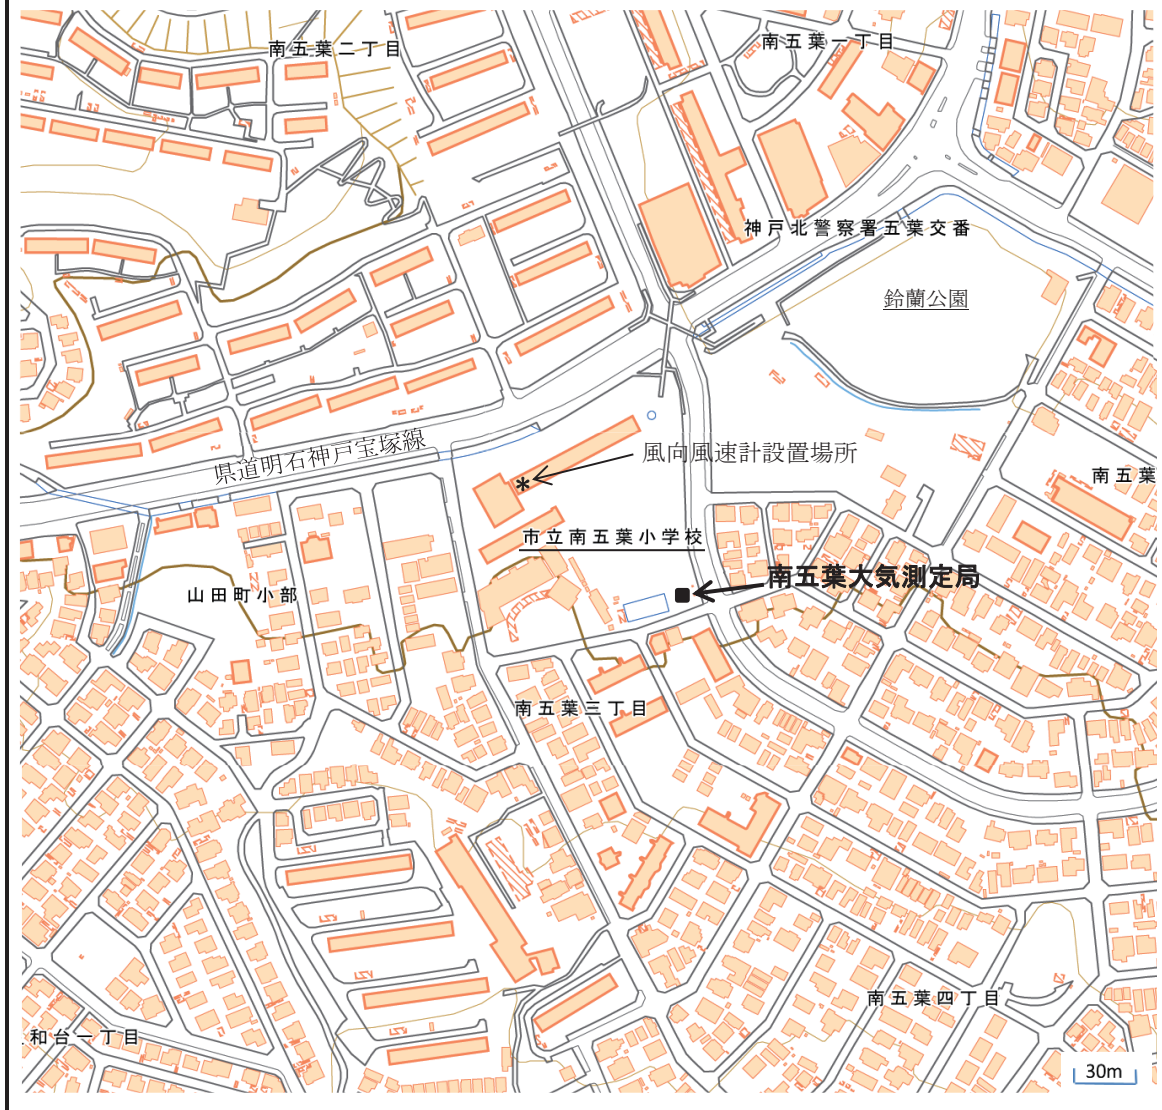 南五葉二丁目
南五葉一丁目
神戸北警察署五葉交番
鈴蘭公園
県道明石神戸宝塚線
風向風速計設置場所
*
南五葉
市立南五葉小学校
南五葉大気測定局
山田町小部
南五葉三丁目
南五葉四丁目
和台一丁目
30m